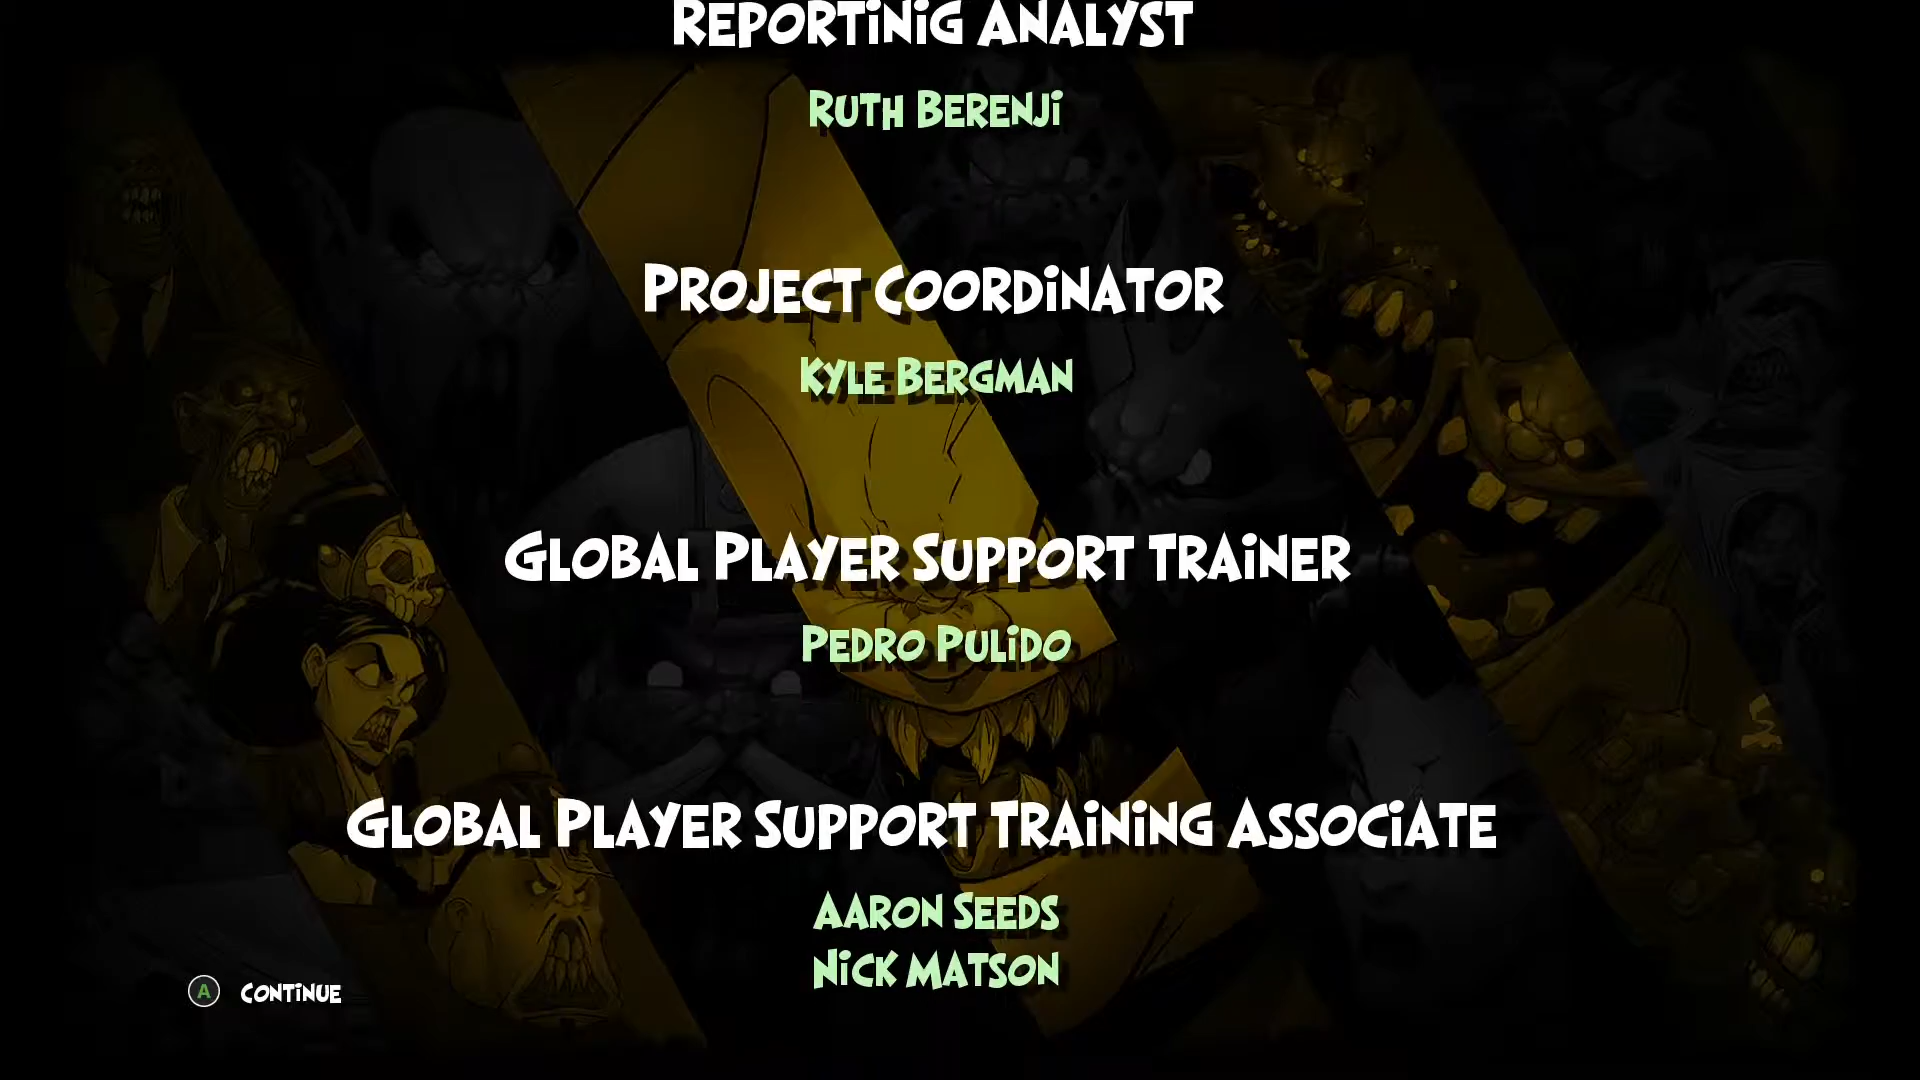 Reportinig Analyst
Ruth Berenji
Project Coordinator
Kyle Bergman
Global Player Support Trainer
Pedro Pulido
Global Player Support Training Associate
Aaron Seeds
Nick Matson
A Continue